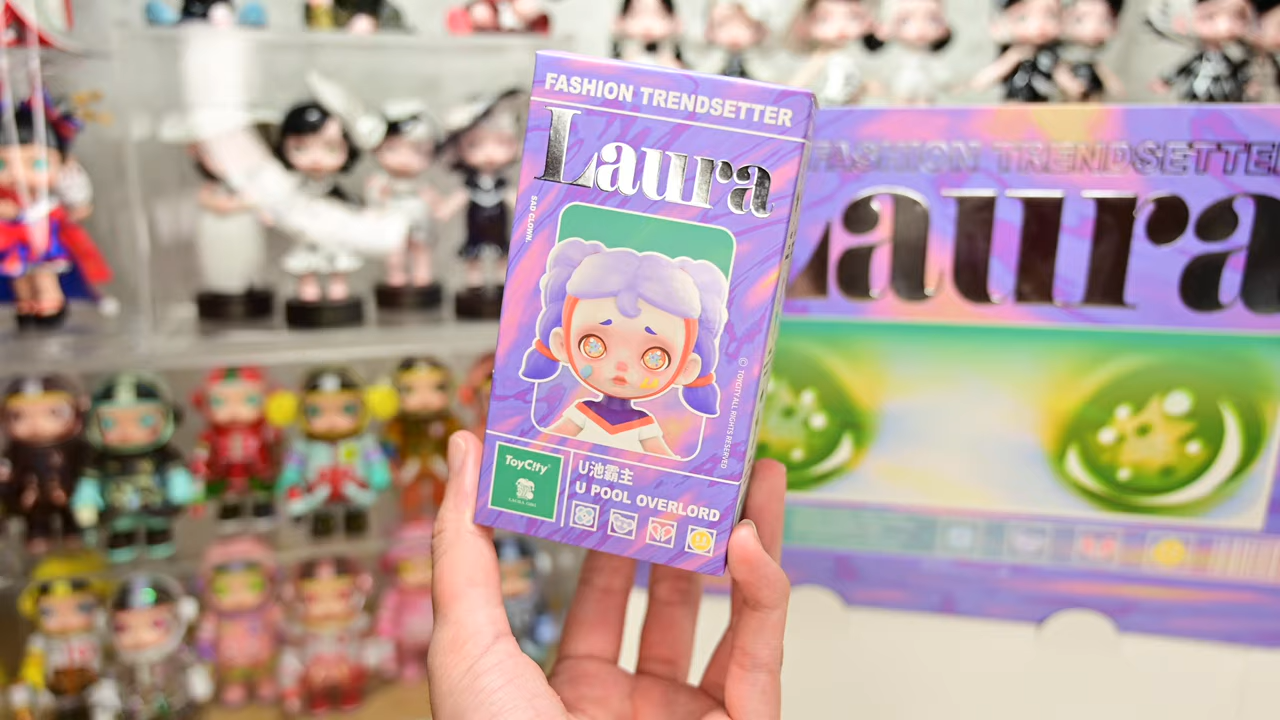 FASHION TRENDSETTER
Laura
BAD CLOWN.
© TOYCITY ALL RIGHTS RESERVED
ToyCity
U池霸主
U POOL OVERLORD
FASHION TRENDSETTER
Laura